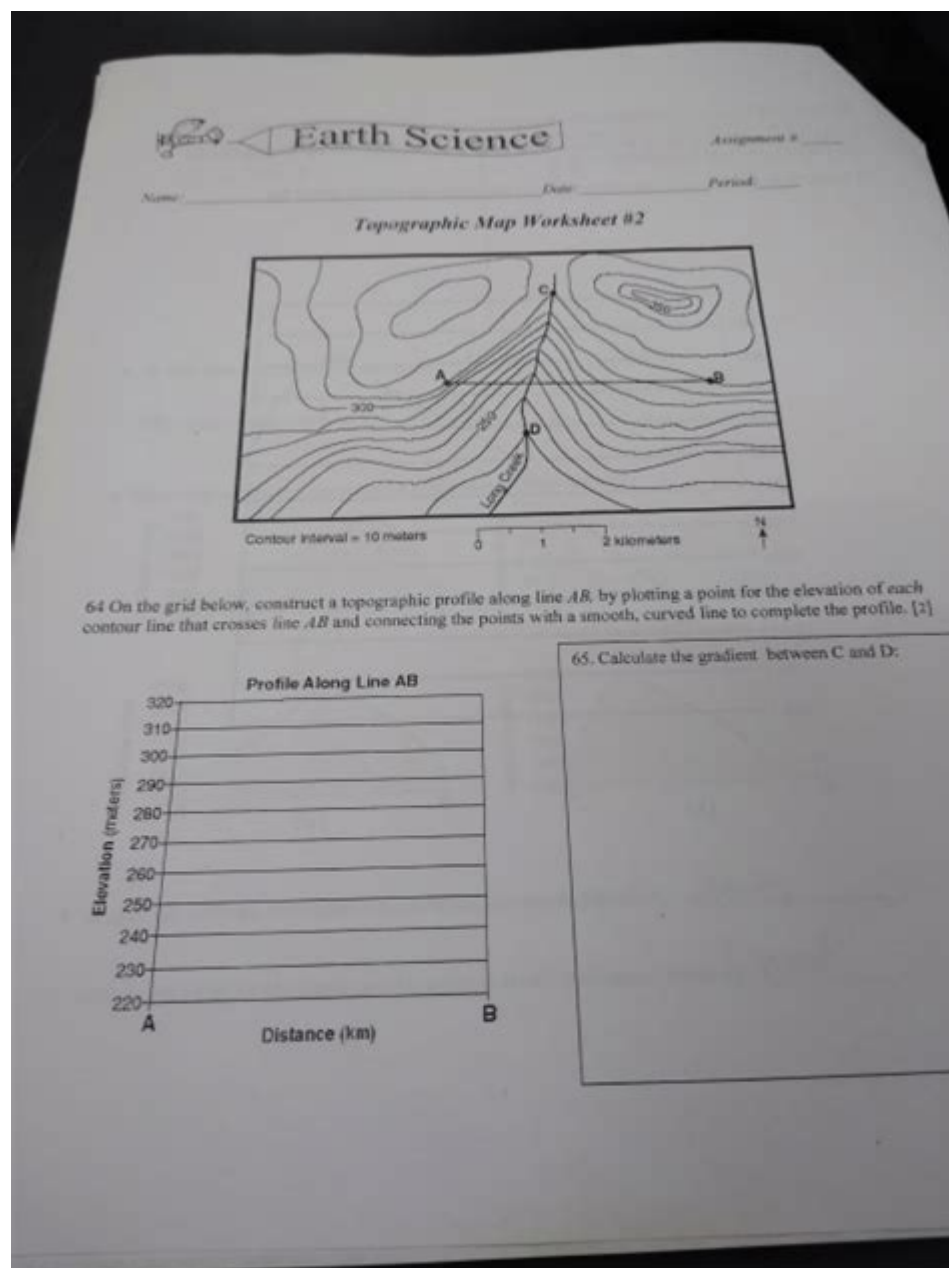 Earth Science
Assignment #
Name: Date: Period:
Topographic Map Worksheet #2
C
350
A
B
300
250
D
Long Creek
Contour interval = 10 meters
0 1 2 kilometers
N
64 On the grid below, construct a topographic profile along line AB, by plotting a point for the elevation of each
contour line that crosses line AB and connecting the points with a smooth, curved line to complete the profile. [2]
65. Calculate the gradient between C and D:
Profile Along Line AB
320
310
300
290
280
270
260
250
240
230
220
Elevation (meters)
A
B
Distance (km)